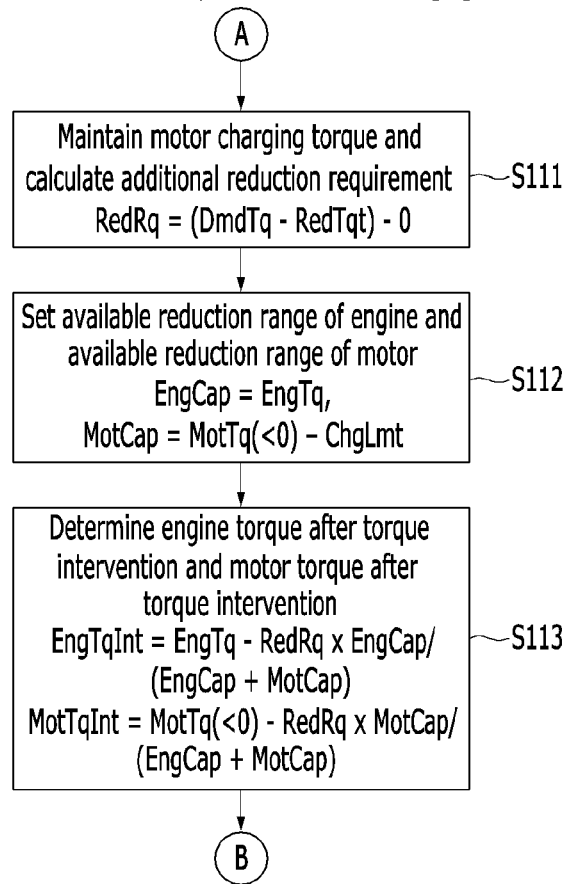 A
Maintain motor charging torque and
calculate additional reduction requirement
RedRq = (DmdTq - RedTqt) - 0
S111
Set available reduction range of engine and
available reduction range of motor
EngCap = EngTq,
MotCap = MotTq(<0) – ChgLmt
S112
Determine engine torque after torque
intervention and motor torque after
torque intervention
EngTqInt = EngTq - RedRq x EngCap/
(EngCap + MotCap)
MotTqInt = MotTq(<0) - RedRq x MotCap/
(EngCap + MotCap)
S113
B